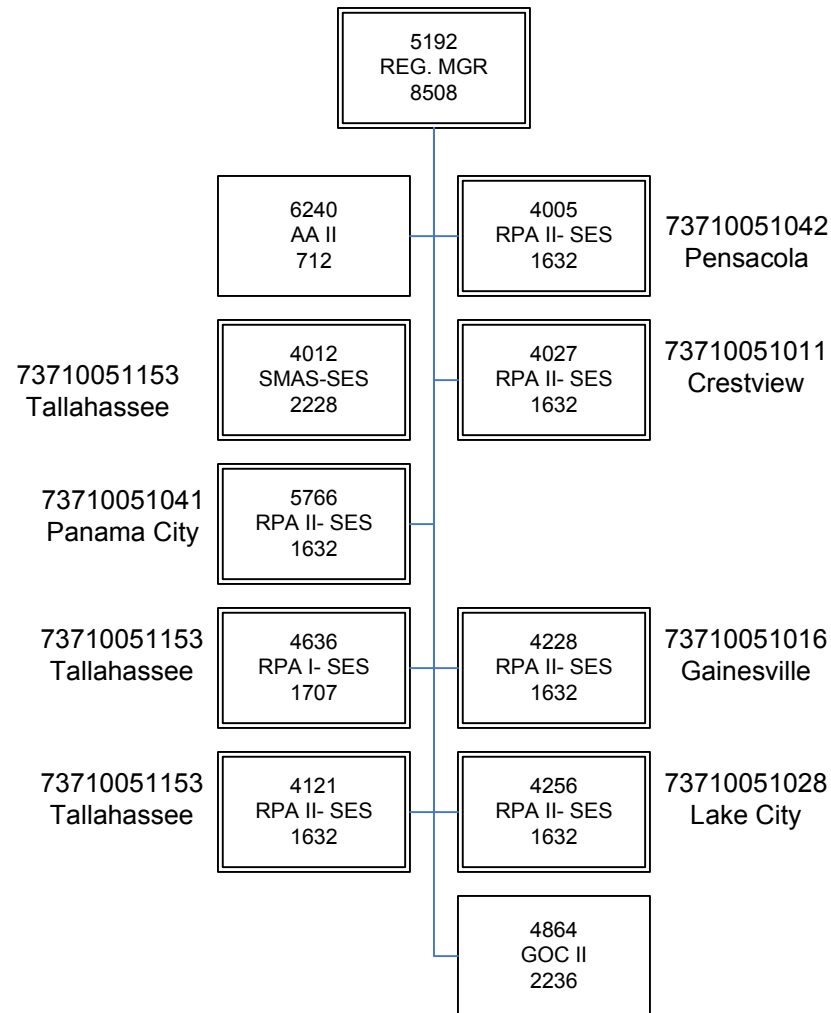 5192
REG. MGR
8508
6240
AA II
712
4005
RPA II- SES
1632
73710051042
Pensacola
73710051153
Tallahassee
4012
SMAS-SES
2228
4027
RPA II- SES
1632
73710051011
Crestview
73710051041
Panama City
5766
RPA II- SES
1632
73710051153
Tallahassee
4636
RPA I- SES
1707
4228
RPA II- SES
1632
73710051016
Gainesville
73710051153
Tallahassee
4121
RPA II- SES
1632
4256
RPA II- SES
1632
73710051028
Lake City
4864
GOC II
2236